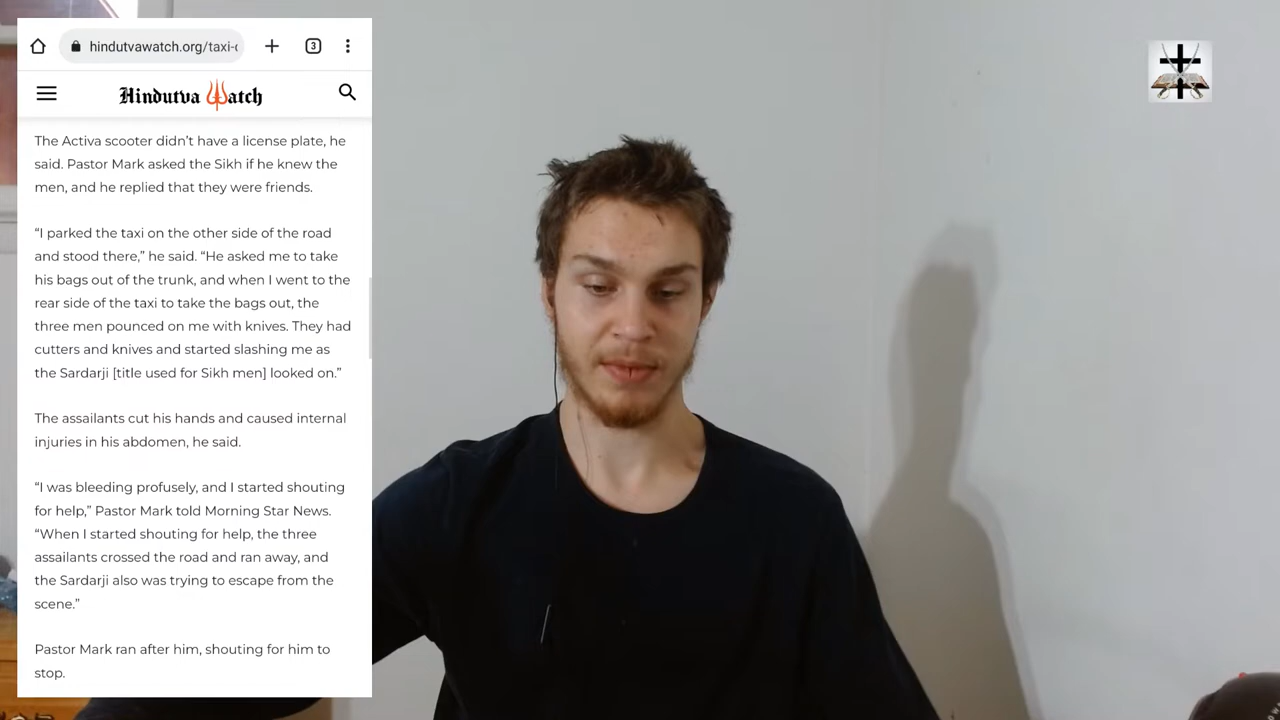 hindutvawatch.org/taxi-
3
Hindutva Watch
The Activa scooter didn't have a license plate, he
said. Pastor Mark asked the Sikh if he knew the
men, and he replied that they were friends.
“I parked the taxi on the other side of the road
and stood there,” he said. “He asked me to take
his bags out of the trunk, and when I went to the
rear side of the taxi to take the bags out, the
three men pounced on me with knives. They had
cutters and knives and started slashing me as
the Sardarji [title used for Sikh men] looked on.”
The assailants cut his hands and caused internal
injuries in his abdomen, he said.
“I was bleeding profusely, and I started shouting
for help,” Pastor Mark told Morning Star News.
“When I started shouting for help, the three
assailants crossed the road and ran away, and
the Sardarji also was trying to escape from the
scene.”
Pastor Mark ran after him, shouting for him to
stop.